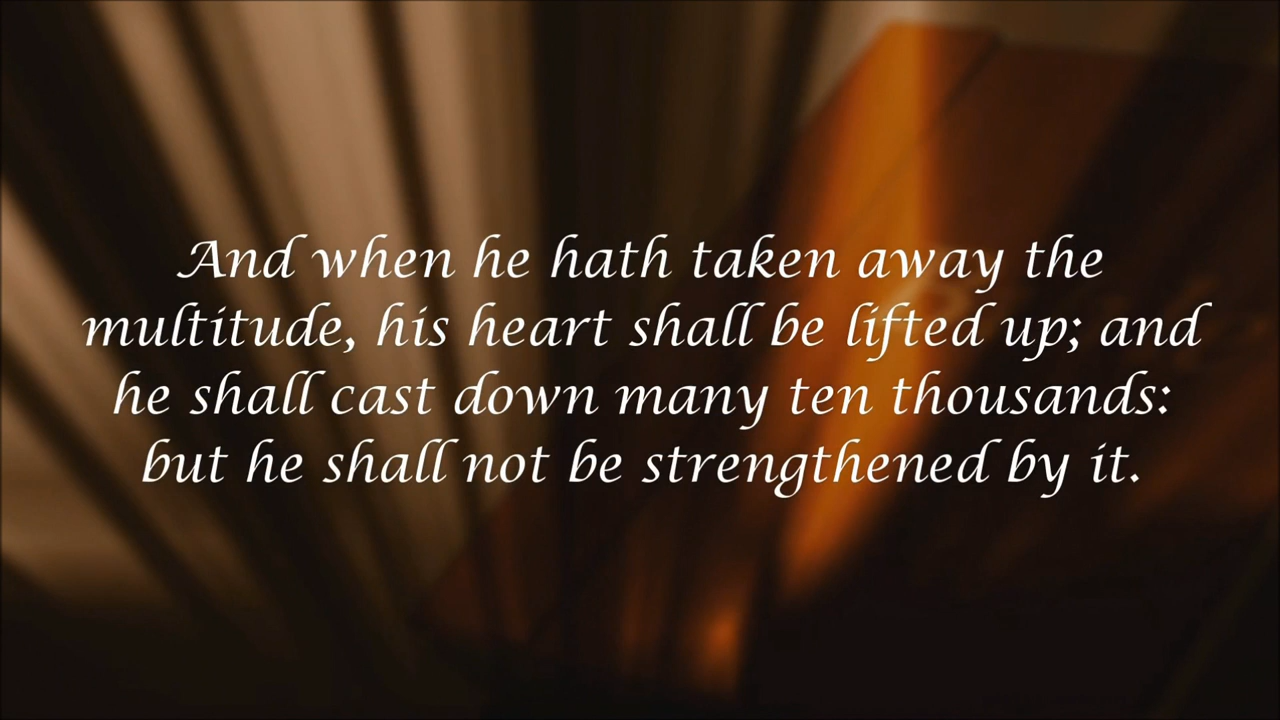 And when he hath taken away the
multitude, his heart shall be lifted up; and
he shall cast down many ten thousands:
but he shall not be strengthened by it.